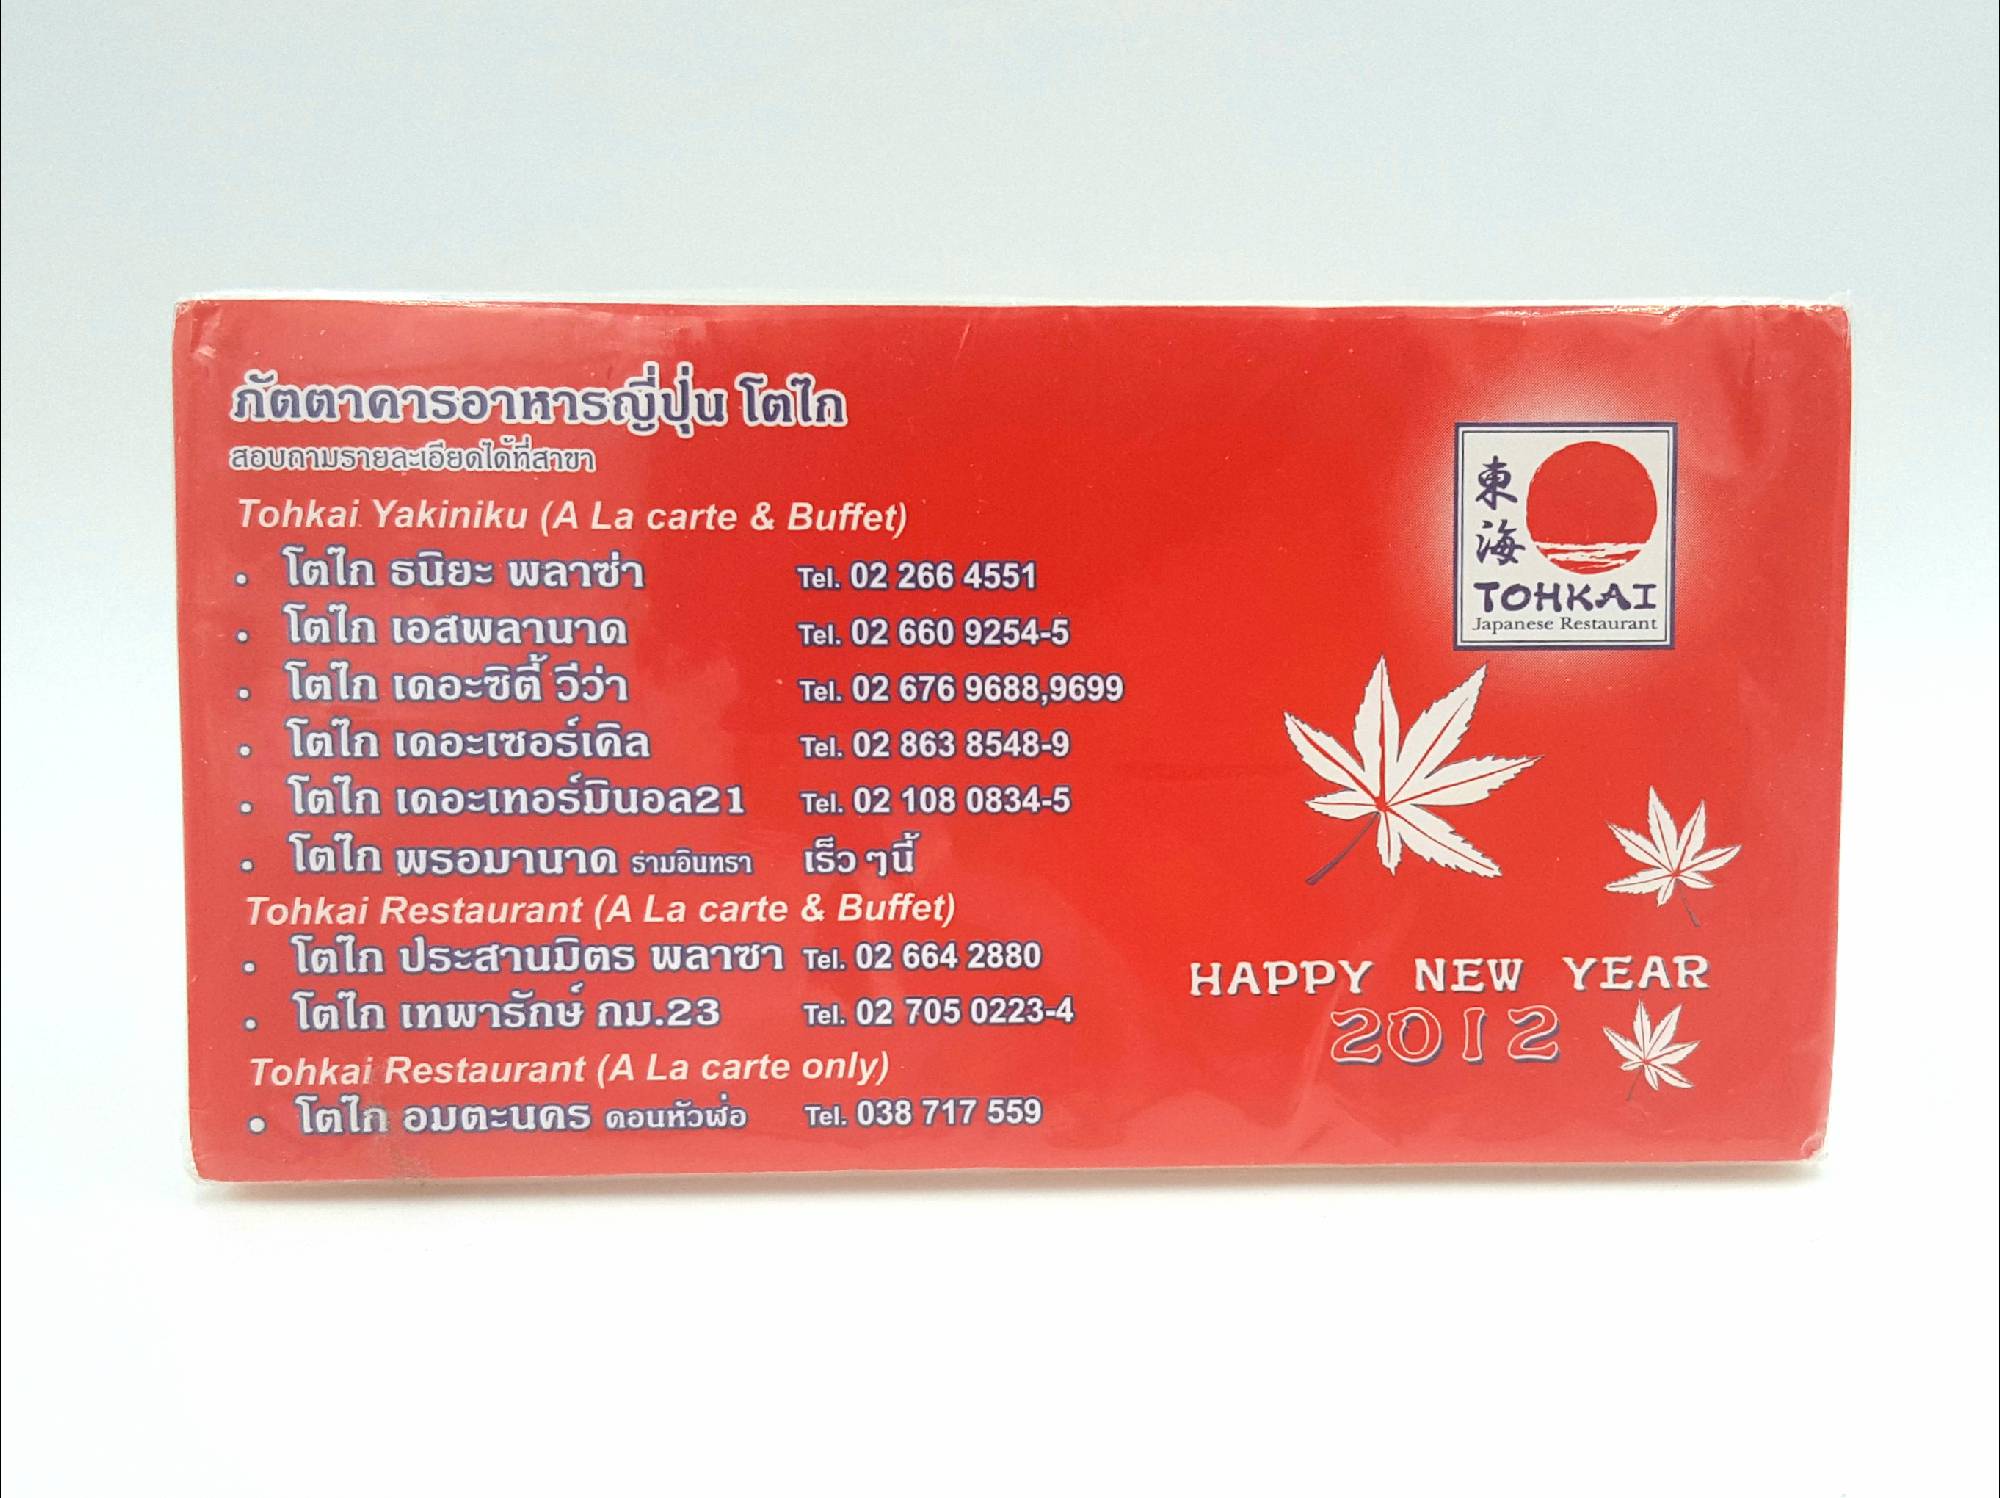 ภัตตาคารอาหารญี่ปุ่น โตไก
สอบถามรายละเอียดได้ที่สาขา
Tohkai Yakiniku (A La carte & Buffet)
• โตไก ธนิยะ พลาซ่า Tel. 02 266 4551
• โตไก เอสพลานาด Tel. 02 660 9254-5
• โตไก เดอะซิตี้ วีว่า Tel. 02 676 9688,9699
• โตไก เดอะเซอร์เคิล Tel. 02 863 8548-9
• โตไก เดอะเทอร์มินอล21 Tel. 02 108 0834-5
• โตไก พรอมานาด รามอินทรา เร็ว ๆนี้
Tohkai Restaurant (A La carte & Buffet)
• โตไก ประสานมิตร พลาซา Tel. 02 664 2880
• โตไก เทพารักษ์ กม.23 Tel. 02 705 0223-4
Tohkai Restaurant (A La carte only)
• โตไก อมตะนคร ดอนหัวฬ่อ Tel. 038 717 559
東海
TOHKAI
Japanese Restaurant
HAPPY NEW YEAR
2012